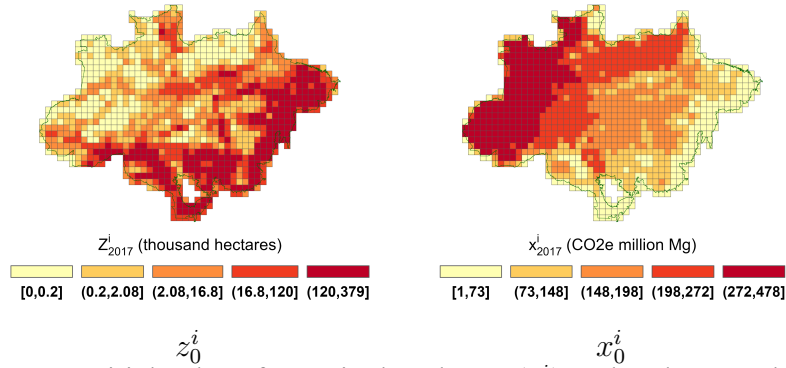 Z^i_2017 (thousand hectares)
[0,0.2] (0.2,2.08] (2.08,16.8] (16.8,120] (120,379]
x^i_2017 (CO2e million Mg)
[1,73] (73,148] (148,198] (198,272] (272,478]
z^i_0
x^i_0